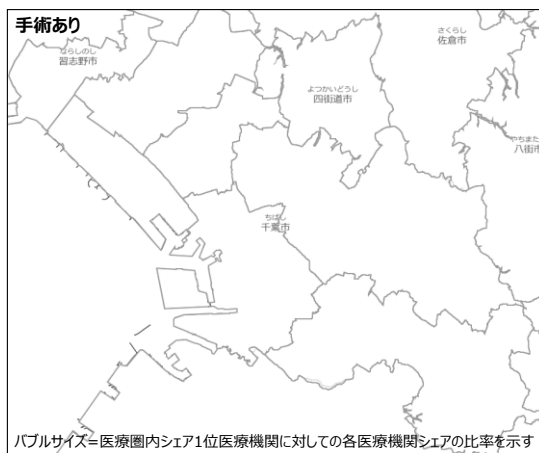 手術あり
ならしのし
習志野市
さくらし
佐倉市
よつかいどうし
四街道市
やちまた
八街市
ちばし
千葉市
バブルサイズ＝医療圏内シェア1位医療機関に対しての各医療機関シェアの比率を示す